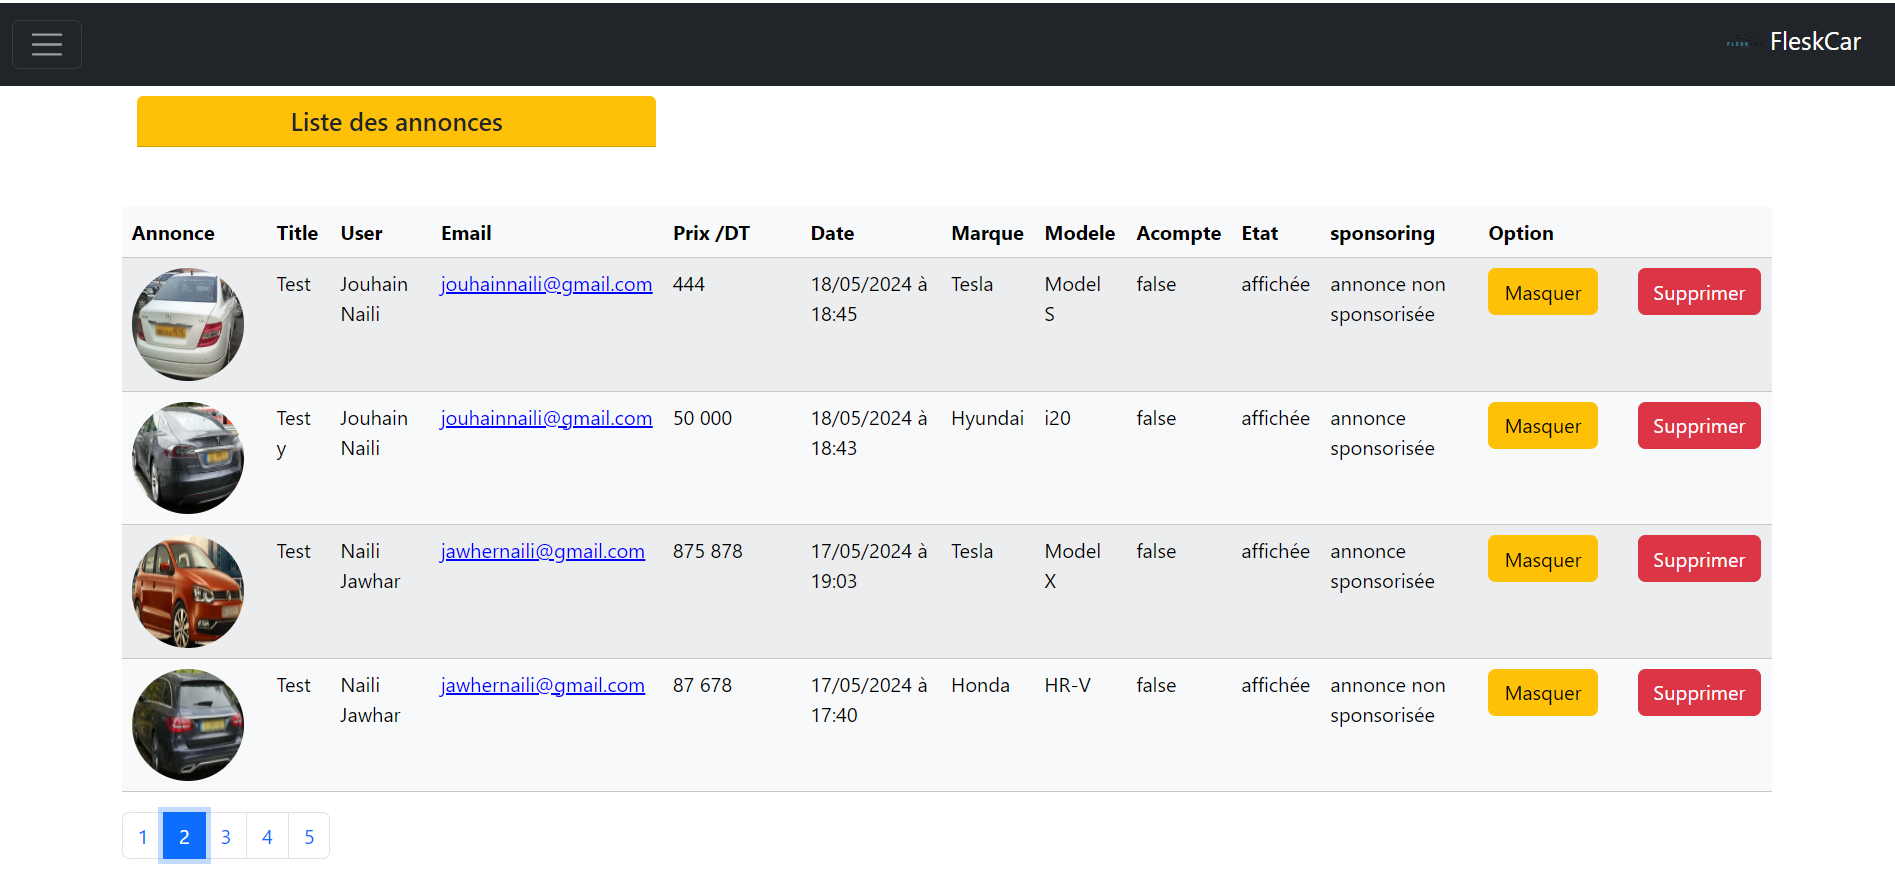 FLESK
FleskCar
Liste des annonces
Annonce Title User Email Prix /DT Date Marque Modele Acompte Etat sponsoring Option
Test Jouhain jouhainnaili@gmail.com 444 18/05/2024 à Tesla Model false affichée annonce non Masquer Supprimer
Naili 18:45 S sponsorisée
Test Jouhain jouhainnaili@gmail.com 50 000 18/05/2024 à Hyundai i20 false affichée annonce Masquer Supprimer
y Naili 18:43 sponsorisée
Test Naili jawhernaili@gmail.com 875 878 17/05/2024 à Tesla Model false affichée annonce Masquer Supprimer
Jawhar 19:03 X sponsorisée
Test Naili jawhernaili@gmail.com 87 678 17/05/2024 à Honda HR-V false affichée annonce non Masquer Supprimer
Jawhar 17:40 sponsorisée
1 2 3 4 5